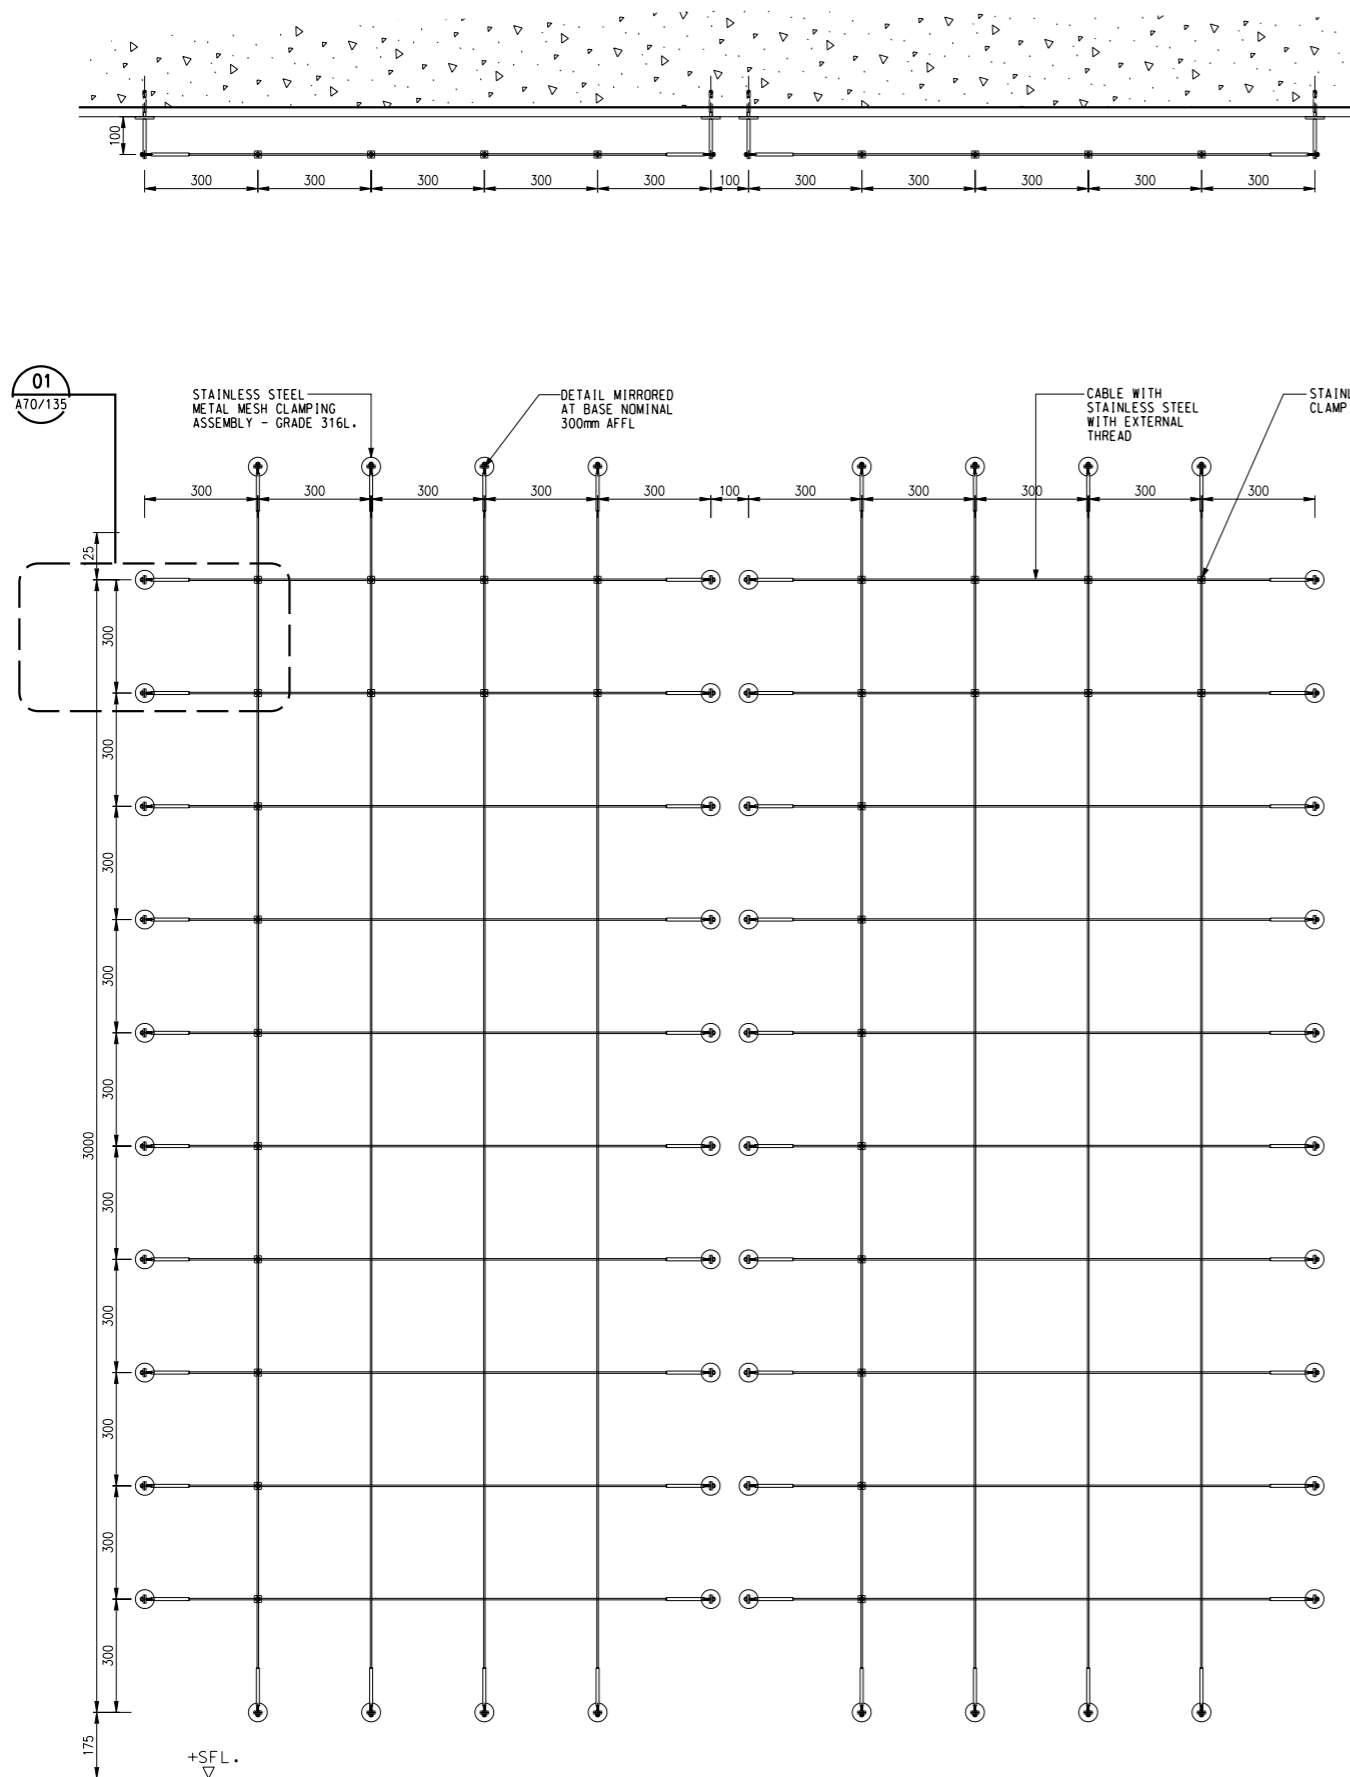 100
300 300 300 300 300 100 300 300 300 300 300
01
A70/135
STAINLESS STEEL
METAL MESH CLAMPING
ASSEMBLY - GRADE 316L.
DETAIL MIRRORED
AT BASE NOMINAL
300mm AFFL
CABLE WITH
STAINLESS STEEL
WITH EXTERNAL
THREAD
CLAMP
300 300 300 300 300 100 300 300 300 300 300
300
300
300
300
300
300
300
300
300
300
3000
175
+SFL.